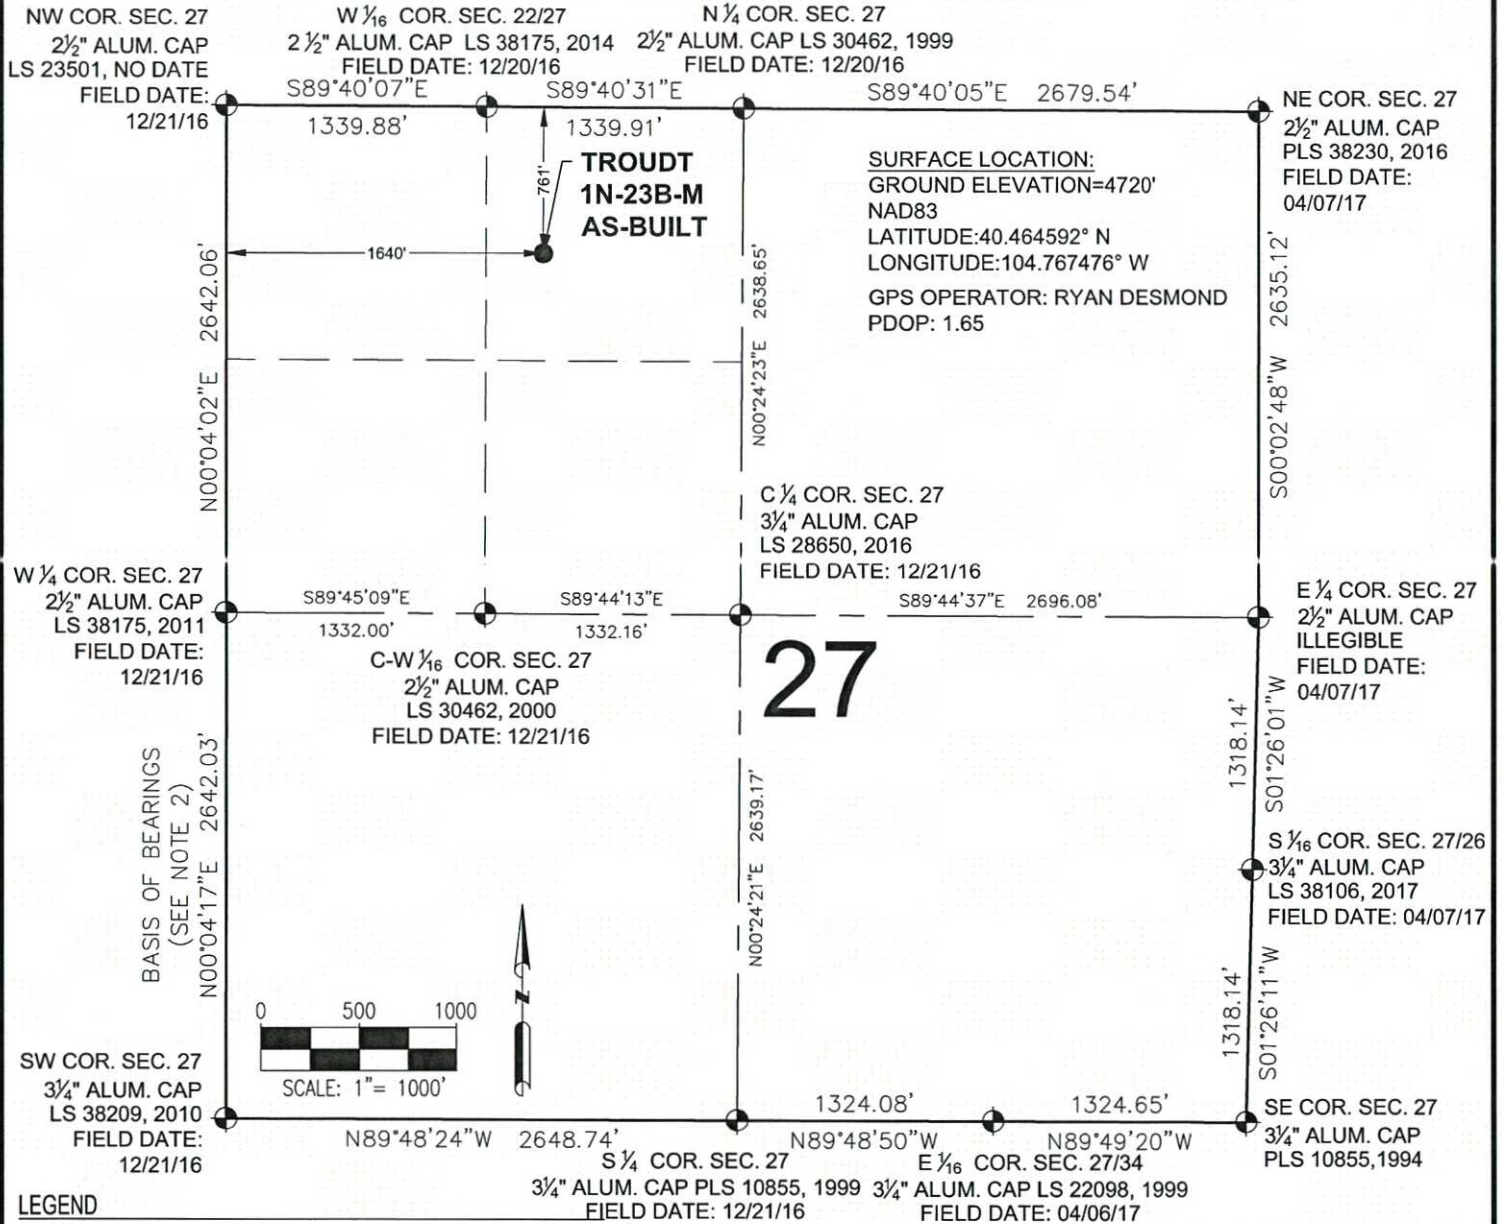 NW COR. SEC. 27
2½" ALUM. CAP
LS 23501, NO DATE
FIELD DATE:
12/21/16
W 1/16 COR. SEC. 22/27
2 ½" ALUM. CAP LS 38175, 2014
FIELD DATE: 12/20/16
N ¼ COR. SEC. 27
2½" ALUM. CAP LS 30462, 1999
FIELD DATE: 12/20/16
S89°40'07"E
1339.88'
S89°40'31"E
1339.91'
S89°40'05"E 2679.54'
NE COR. SEC. 27
2½" ALUM. CAP
PLS 38230, 2016
FIELD DATE:
04/07/17
761'
TROUDT
1N-23B-M
AS-BUILT
1640'
SURFACE LOCATION:
GROUND ELEVATION=4720'
NAD83
LATITUDE:40.464592° N
LONGITUDE:104.767476° W
GPS OPERATOR: RYAN DESMOND
PDOP: 1.65
N00°04'02"E 2642.06'
N00°24'23"E 2638.65'
S00°02'48"W 2635.12'
C ¼ COR. SEC. 27
3¼" ALUM. CAP
LS 28650, 2016
FIELD DATE: 12/21/16
W ¼ COR. SEC. 27
2½" ALUM. CAP
LS 38175, 2011
FIELD DATE:
12/21/16
S89°45'09"E
1332.00'
S89°44'13"E
1332.16'
S89°44'37"E 2696.08'
E ¼ COR. SEC. 27
2½" ALUM. CAP
ILLEGIBLE
FIELD DATE:
04/07/17
C-W 1/16 COR. SEC. 27
2½" ALUM. CAP
LS 30462, 2000
FIELD DATE: 12/21/16
27
BASIS OF BEARINGS
(SEE NOTE 2)
N00°04'17"E 2642.03'
N00°24'21"E 2639.17'
1318.14'
S01°26'01"W
S 1/16 COR. SEC. 27/26
3¼" ALUM. CAP
LS 38106, 2017
FIELD DATE: 04/07/17
1318.14'
S01°26'11"W
N
0 500 1000
SCALE: 1"= 1000'
SW COR. SEC. 27
3¼" ALUM. CAP
LS 38209, 2010
FIELD DATE:
12/21/16
N89°48'24"W 2648.74'
1324.08'
N89°48'50"W
1324.65'
N89°49'20"W
SE COR. SEC. 27
3¼" ALUM. CAP
PLS 10855,1994
S ¼ COR. SEC. 27
3¼" ALUM. CAP PLS 10855, 1999
FIELD DATE: 12/21/16
E 1/16 COR. SEC. 27/34
3¼" ALUM. CAP LS 22098, 1999
FIELD DATE: 04/06/17
LEGEND